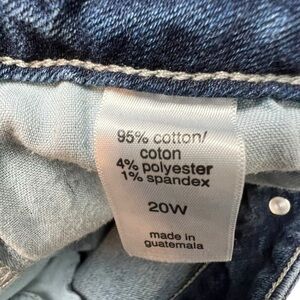 95% cotton/
coton
4% polyester
1% spandex
20W
made in
guatemala